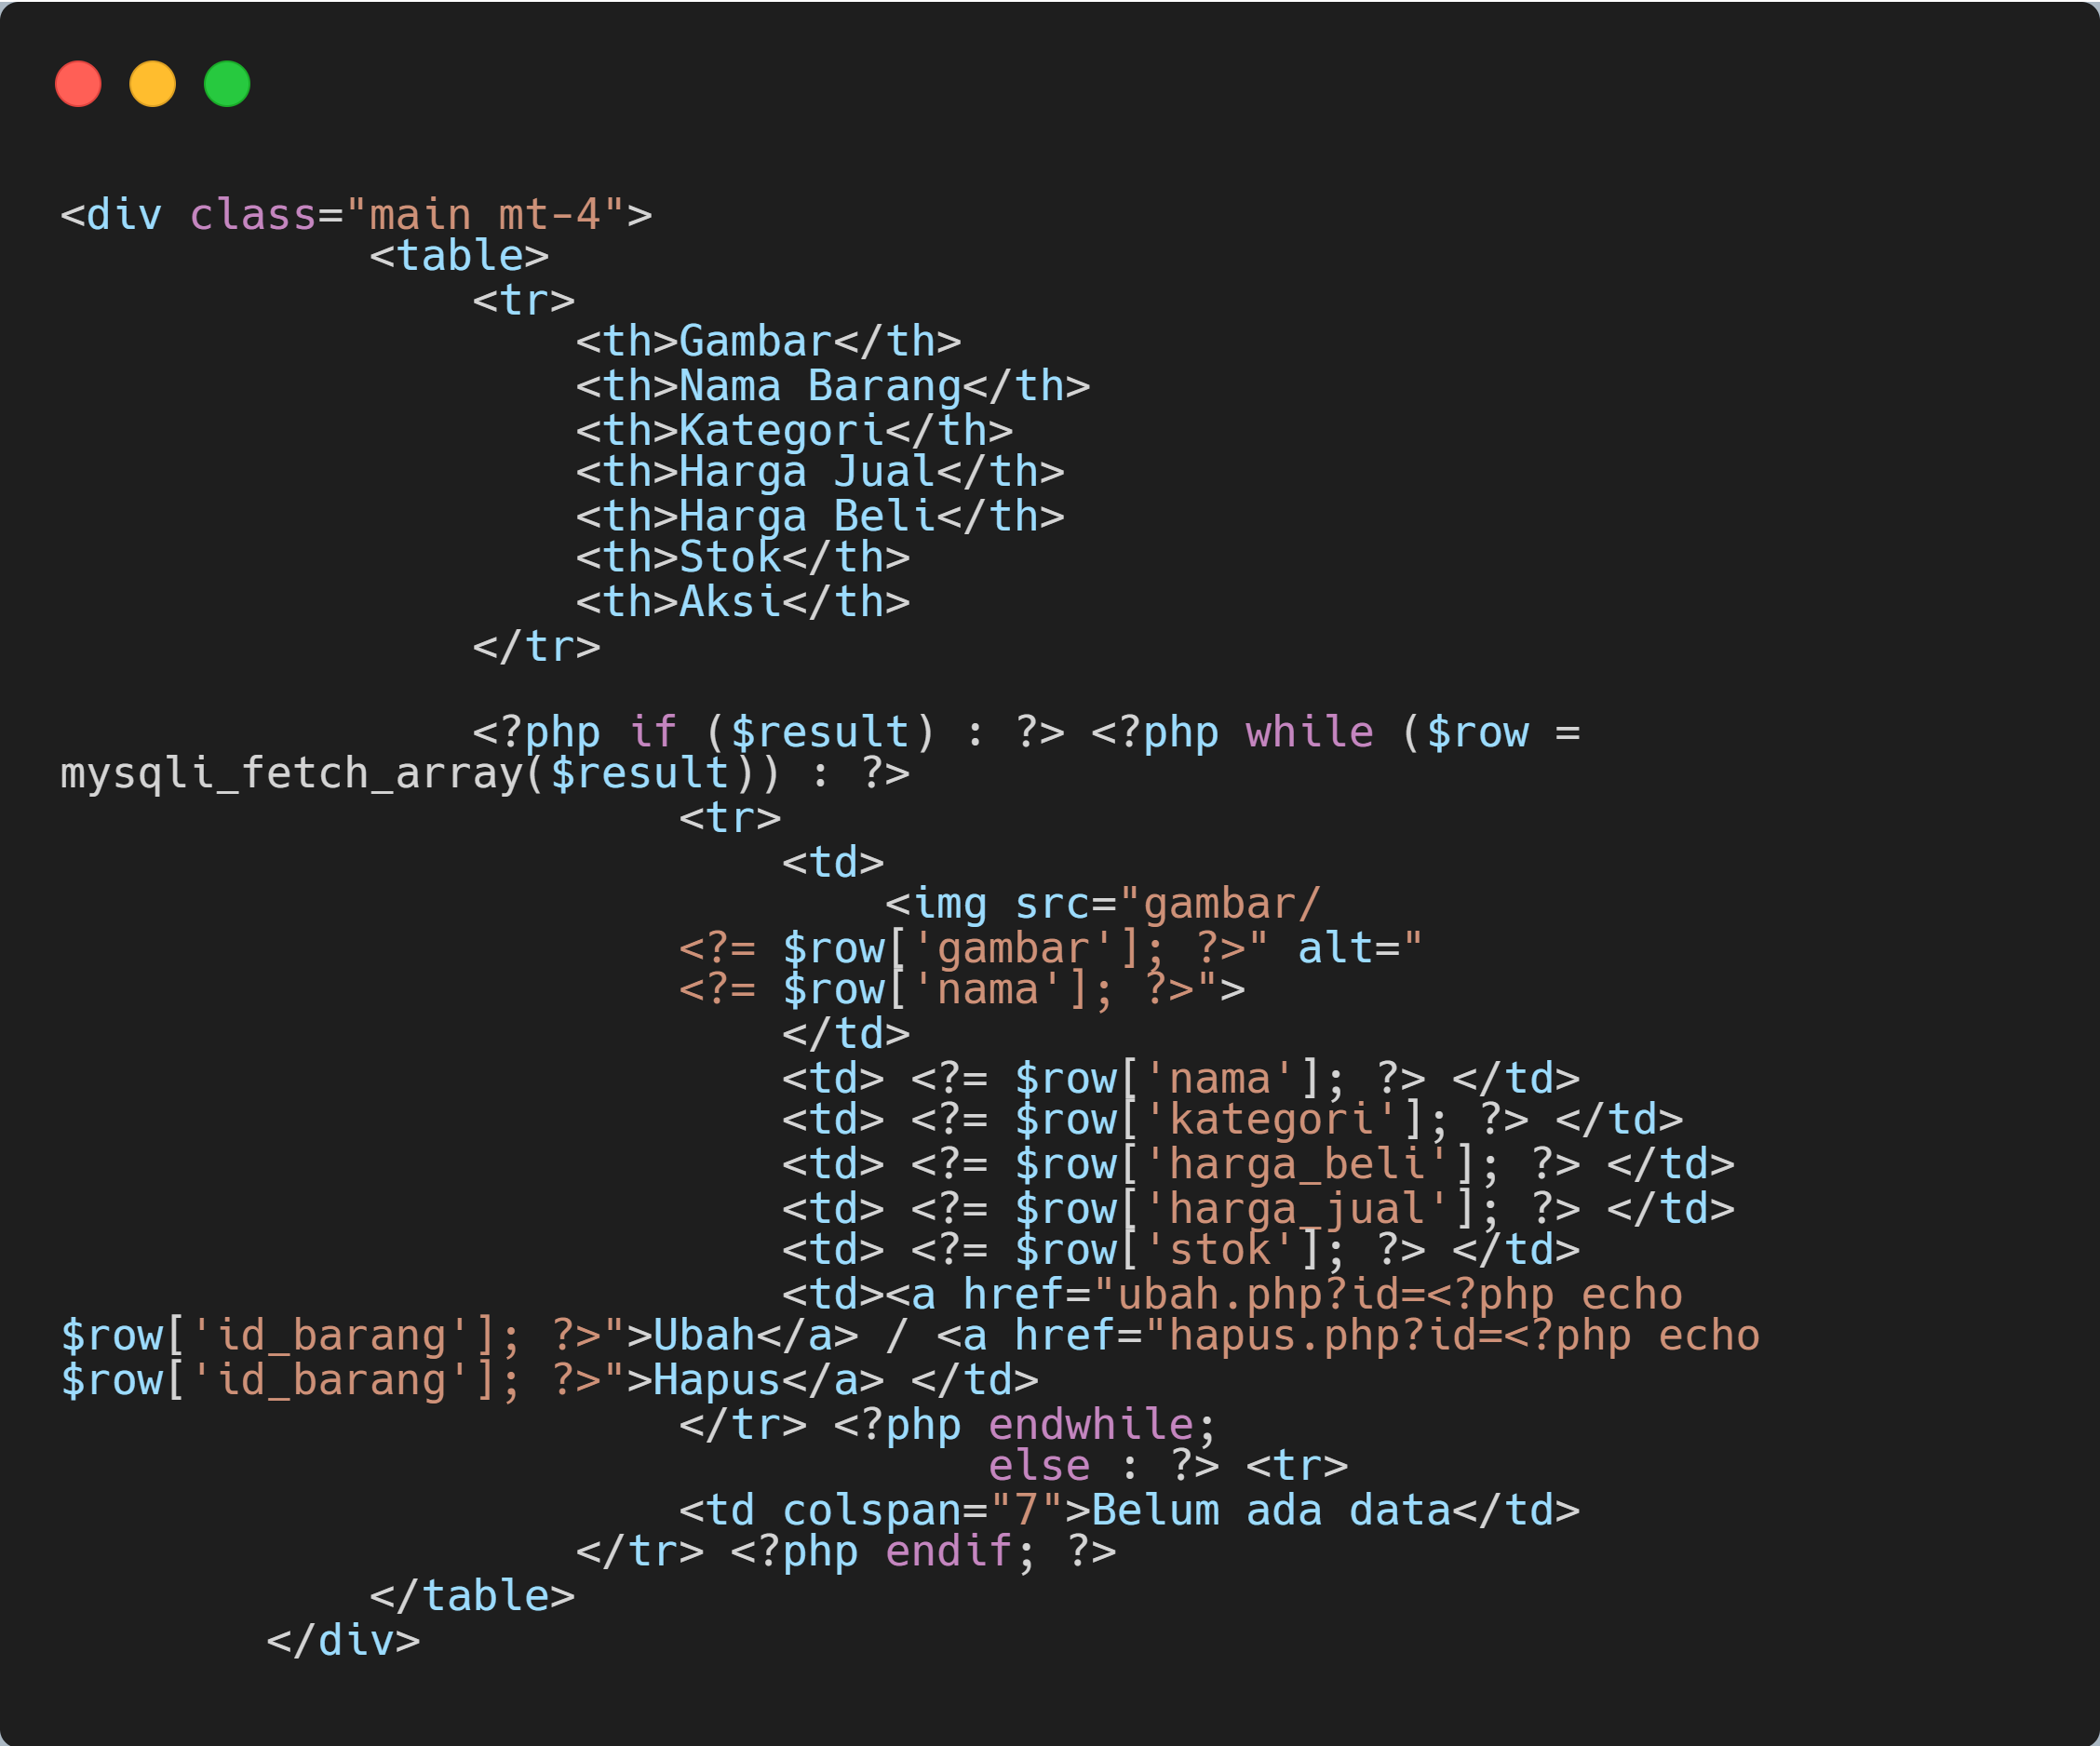 <div class="main mt-4">
            <table>
                <tr>
                    <th>Gambar</th>
                    <th>Nama Barang</th>
                    <th>Kategori</th>
                    <th>Harga Jual</th>
                    <th>Harga Beli</th>
                    <th>Stok</th>
                    <th>Aksi</th>
                </tr>

                <?php if ($result) : ?> <?php while ($row =
mysqli_fetch_array($result)) : ?>
                        <tr>
                            <td>
                                <img src="gambar/
                        <?= $row['gambar']; ?>" alt="
                        <?= $row['nama']; ?>">
                            </td>
                            <td> <?= $row['nama']; ?> </td>
                            <td> <?= $row['kategori']; ?> </td>
                            <td> <?= $row['harga_beli']; ?> </td>
                            <td> <?= $row['harga_jual']; ?> </td>
                            <td> <?= $row['stok']; ?> </td>
                            <td><a href="ubah.php?id=<?php echo
$row['id_barang']; ?>">Ubah</a> / <a href="hapus.php?id=<?php echo
$row['id_barang']; ?>">Hapus</a> </td>
                        </tr> <?php endwhile;
                                    else : ?> <tr>
                        <td colspan="7">Belum ada data</td>
                    </tr> <?php endif; ?>
            </table>
        </div>